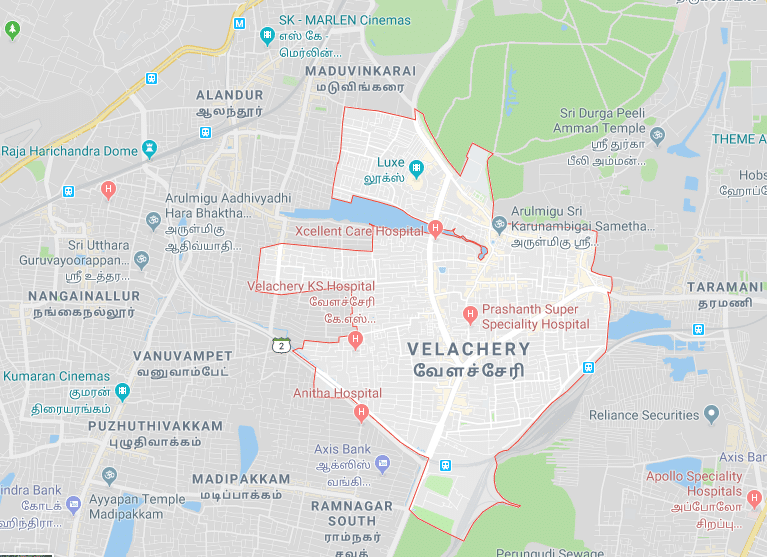 SK - MARLEN Cinemas
எஸ் கே -
மெர்லின்...
MADUVINKARAI
மடுவிங்கரை
ALANDUR
ஆலந்தூர்
M
Sri Durga Peeli
Amman Temple
ஸ்ரீ துர்கா
பீலி அம்மன்...
THEME A
Raja Harichandra Dome
Luxe
லூக்ஸ்
Hobs
H
Arulmigu Aadhivyadhi
Hara Bhaktha...
அருள்மிகு
ஆதிவ்யாதி...
Arulmigu Sri
Karunambigai Sametha...
அருள்மிகு ஸ்ரீ...
Xcellent Care Hospital
H
Sri Utthara
Guruvayoorappan...
ஸ்ரீ உத்தர...
Velachery KS Hospital
வேளச்சேரி
கே.எஸ்...
H
TARAMANI
தரமணி
NANGAINALLUR
நங்கைநல்லூர்
Prashanth Super
Speciality Hospital
H
2
VELACHERY
வேளச்சேரி
VANUVAMPET
வனுவாம்பேட்
Kumaran Cinemas
குமரன்
திரையரங்கம்
Anitha Hospital
H
Reliance Securities
PUZHUTHIVAKKAM
புழுதிவாக்கம்
Axis Bank
ஆக்ஸிஸ்
வங்கி...
Axis Ban
Apollo Speciality
Hospitals
அப்போலோ
சிறப்பு...
H
MADIPAKKAM
மடிப்பாக்கம்
ndra Bank
கோடக்
Ayyapan Temple
Madipakkam
RAMNAGAR
SOUTH
ராம்நகர்
Perungudi Sewage